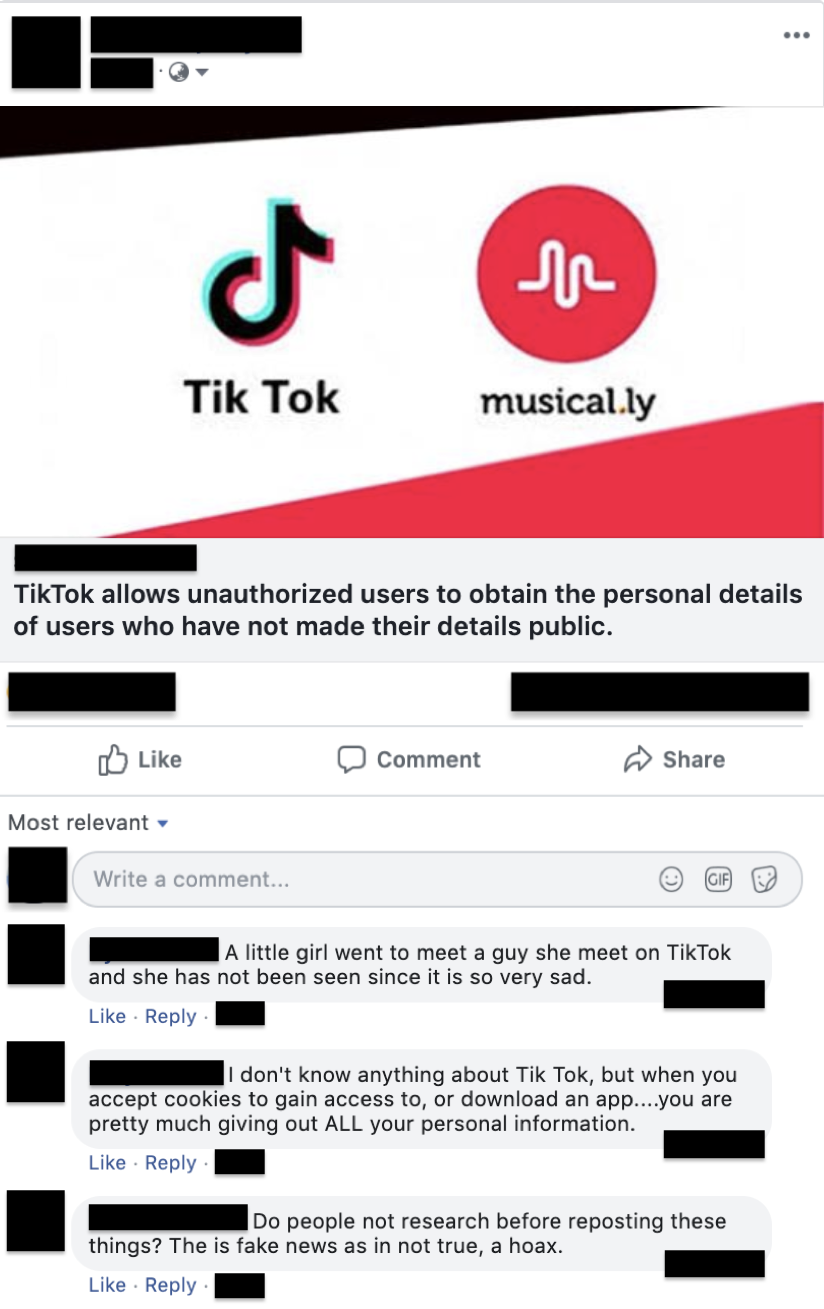 Tik Tok
musical.ly
TikTok allows unauthorized users to obtain the personal details
of users who have not made their details public.
Like
Comment
Share
Most relevant
Write a comment...
GIF
A little girl went to meet a guy she meet on TikTok
and she has not been seen since it is so very sad.
Like · Reply ·
I don't know anything about Tik Tok, but when you
accept cookies to gain access to, or download an app....you are
pretty much giving out ALL your personal information.
Like · Reply ·
Do people not research before reposting these
things? The is fake news as in not true, a hoax.
Like · Reply ·